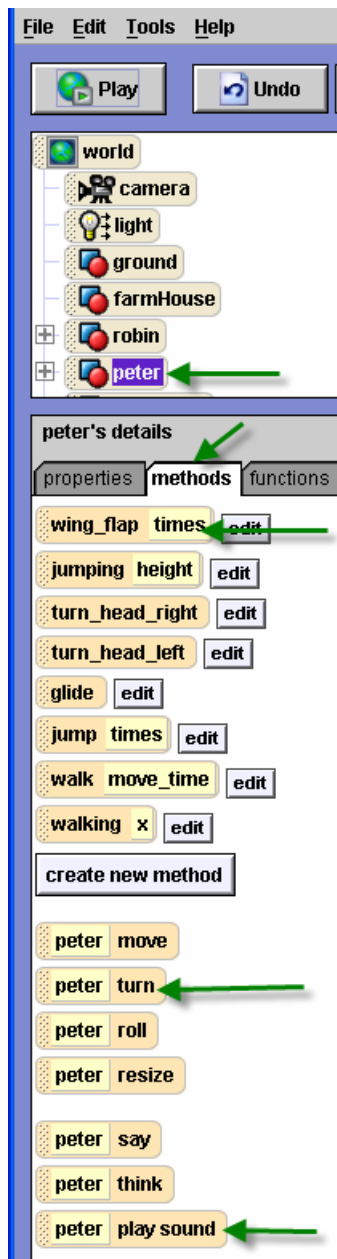 File Edit Tools Help
Play Undo
world
camera
light
ground
farmHouse
robin
peter
peter's details
properties methods functions
wing_flap times edit
jumping height edit
turn_head_right edit
turn_head_left edit
glide edit
jump times edit
walk move_time edit
walking x edit
create new method
peter move
peter turn
peter roll
peter resize
peter say
peter think
peter play sound